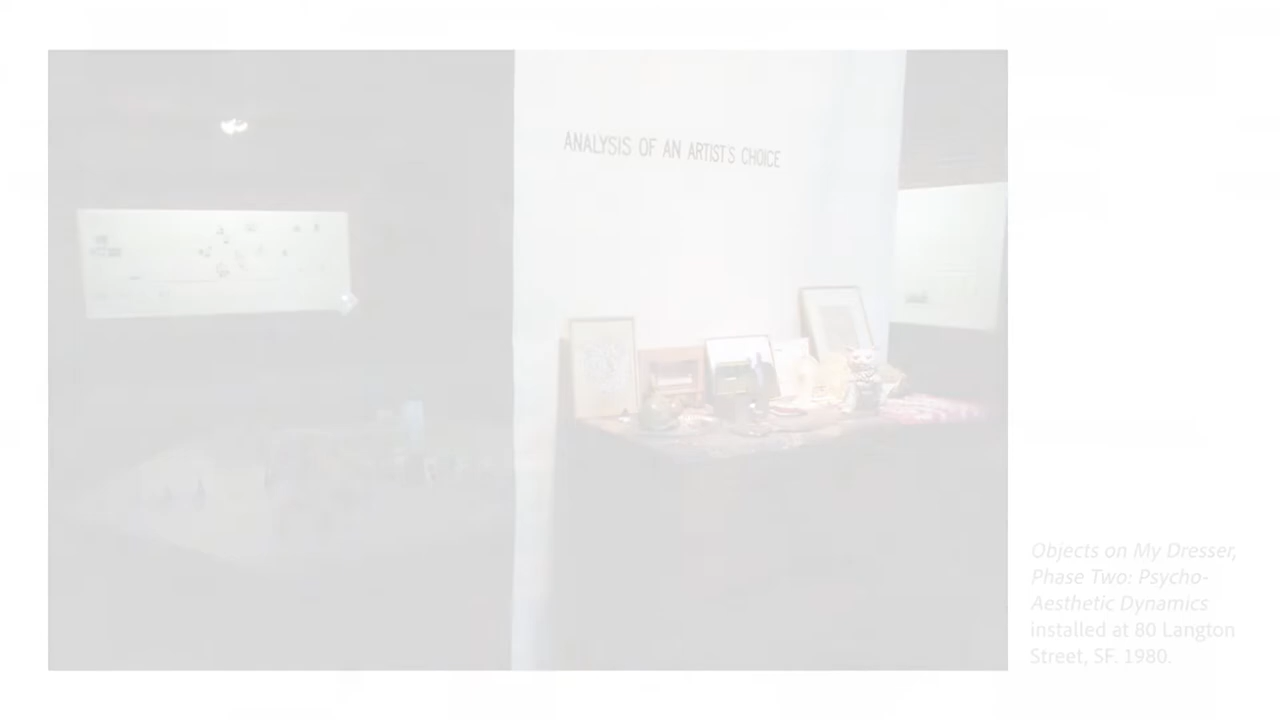 ANALYSIS OF AN ARTIST'S CHOICE
Objects on My Dresser,
Phase Two: Psycho-
Aesthetic Dynamics
installed at 80 Langton
Street, SF. 1980.